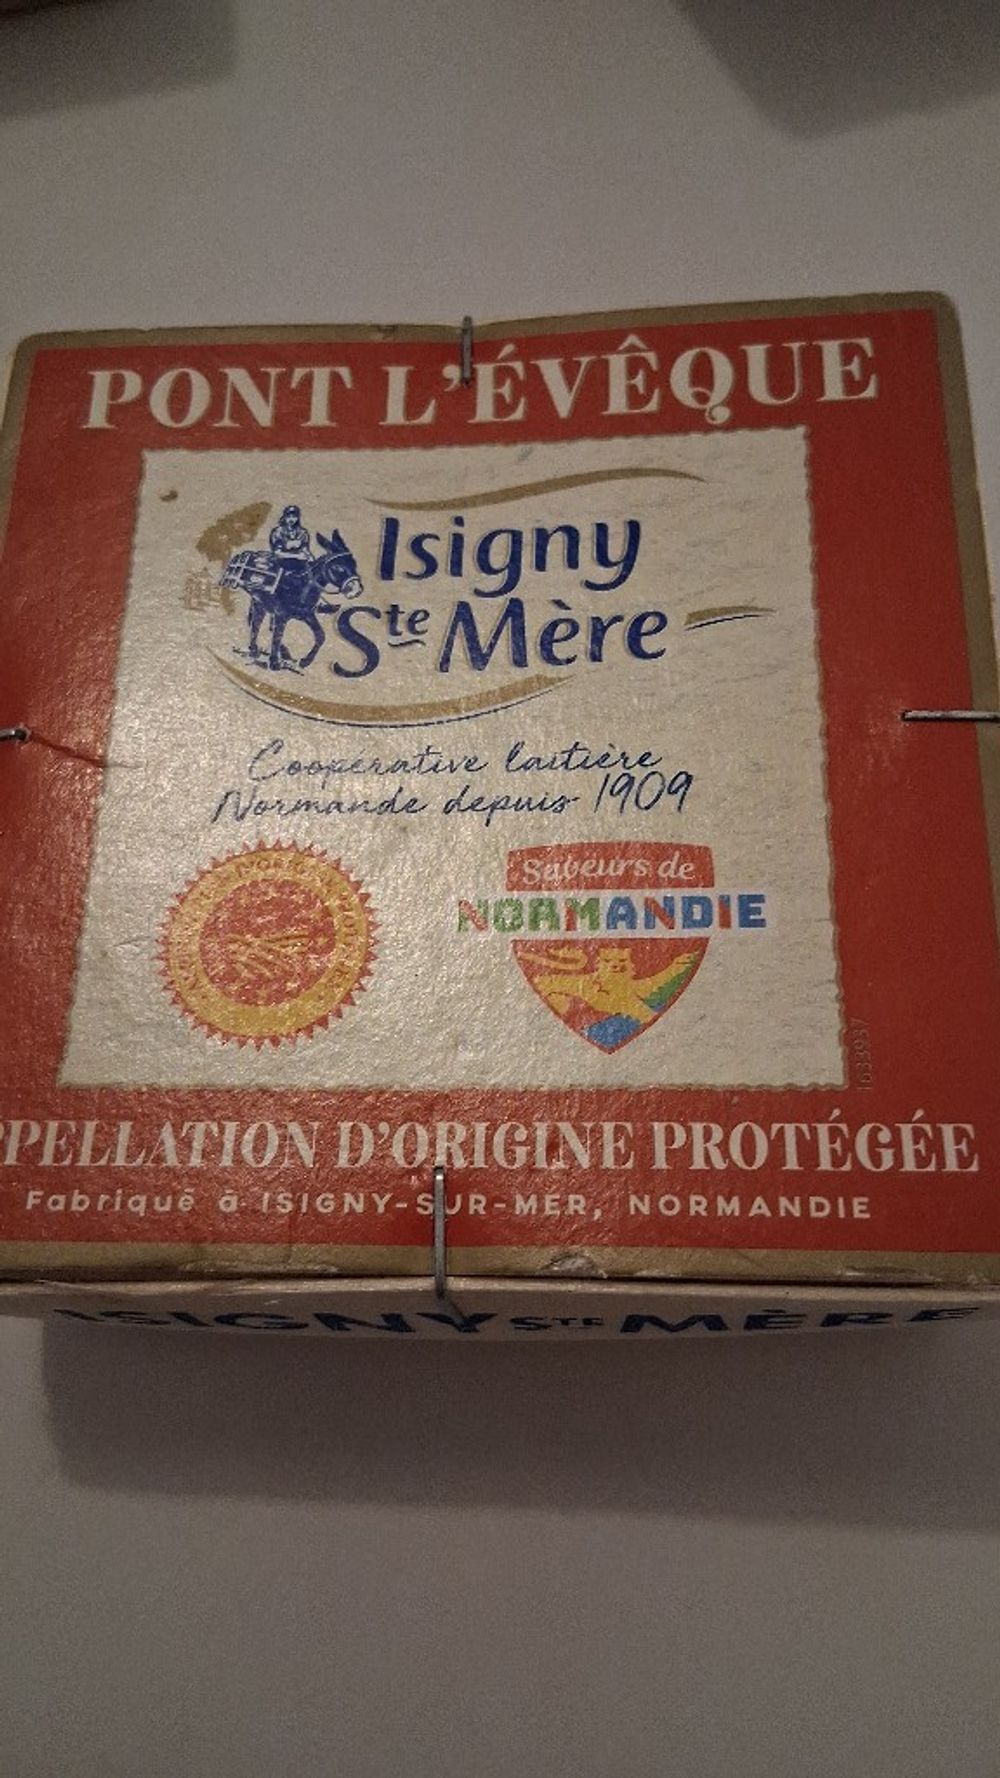 PONT L'ÉVÊQUE
Isigny
Ste Mère
Coopérative laitière
Normande depuis 1909
Saveurs de
NORMANDIE
1633937
PPELLATION D'ORIGINE PROTÉGÉE
Fabriqué à ISIGNY-SUR-MER, NORMANDIE
ISIGNY STE MÈRE